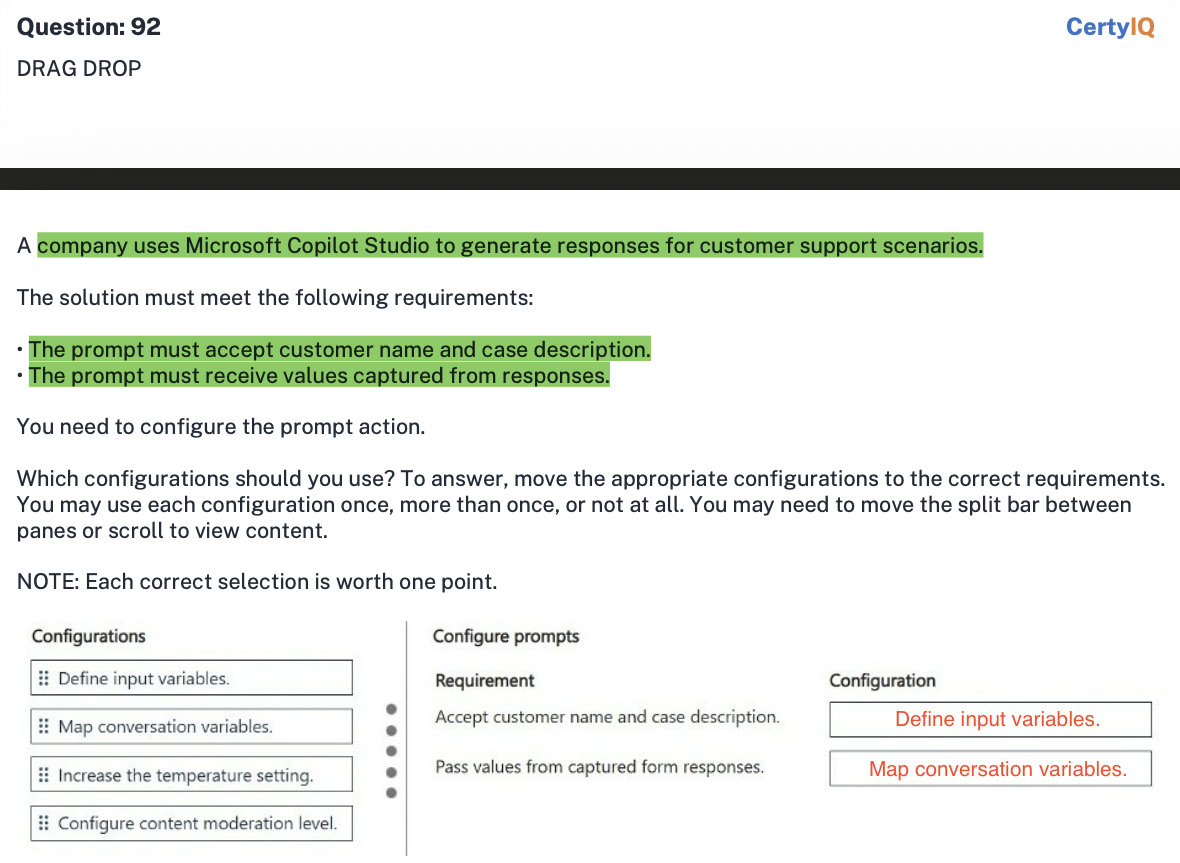 Question: 92
CertyIQ
DRAG DROP
A company uses Microsoft Copilot Studio to generate responses for customer support scenarios.
The solution must meet the following requirements:
• The prompt must accept customer name and case description.
• The prompt must receive values captured from responses.
You need to configure the prompt action.
Which configurations should you use? To answer, move the appropriate configurations to the correct requirements.
You may use each configuration once, more than once, or not at all. You may need to move the split bar between
panes or scroll to view content.
NOTE: Each correct selection is worth one point.
Configurations
Define input variables.
Map conversation variables.
Increase the temperature setting.
Configure content moderation level.
Configure prompts
Requirement
Configuration
Accept customer name and case description.
Define input variables.
Pass values from captured form responses.
Map conversation variables.